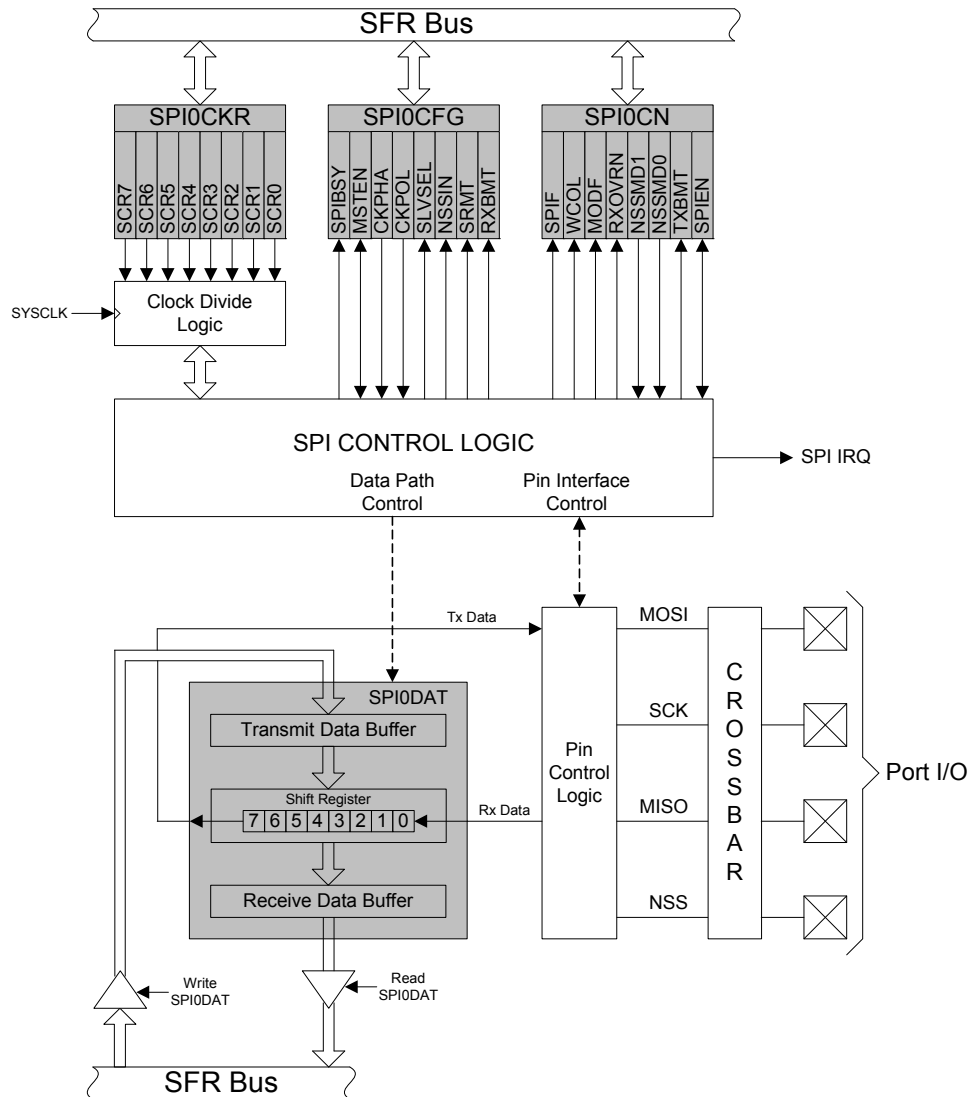 SFR Bus
SPI0CKR
SPI0CFG
SPI0CN
SCR7
SCR6
SCR5
SCR4
SCR3
SCR2
SCR1
SCR0
SPIBSY
MSTEN
CKPHA
CKPOL
SLVSEL
NSSIN
SRMT
RXBMT
SPIF
WCOL
MODF
RXOVRN
NSSMD1
NSSMD0
TXBMT
SPIEN
SYSCLK
Clock Divide
Logic
SPI CONTROL LOGIC
SPI IRQ
Data Path
Control
Pin Interface
Control
Tx Data
MOSI
SPI0DAT
Transmit Data Buffer
SCK
Pin
Control
Logic
CROSSBAR
Port I/O
Shift Register
7 6 5 4 3 2 1 0
Rx Data
MISO
Receive Data Buffer
NSS
Write
SPI0DAT
Read
SPI0DAT
SFR Bus